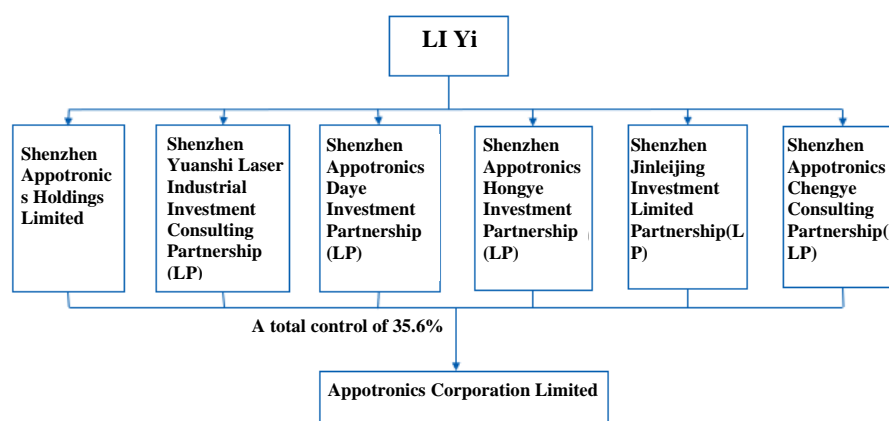 LI Yi
Shenzhen
Appotronic
s Holdings
Limited
Shenzhen
Yuanshi Laser
Industrial
Investment
Consulting
Partnership
(LP)
Shenzhen
Appotronics
Daye
Investment
Partnership
(LP)
Shenzhen
Appotronics
Hongye
Investment
Partnership
(LP)
Shenzhen
Jinleijing
Investment
Limited
Partnership(L
P)
Shenzhen
Appotronics
Chengye
Consulting
Partnership(
LP)
A total control of 35.6%
Appotronics Corporation Limited